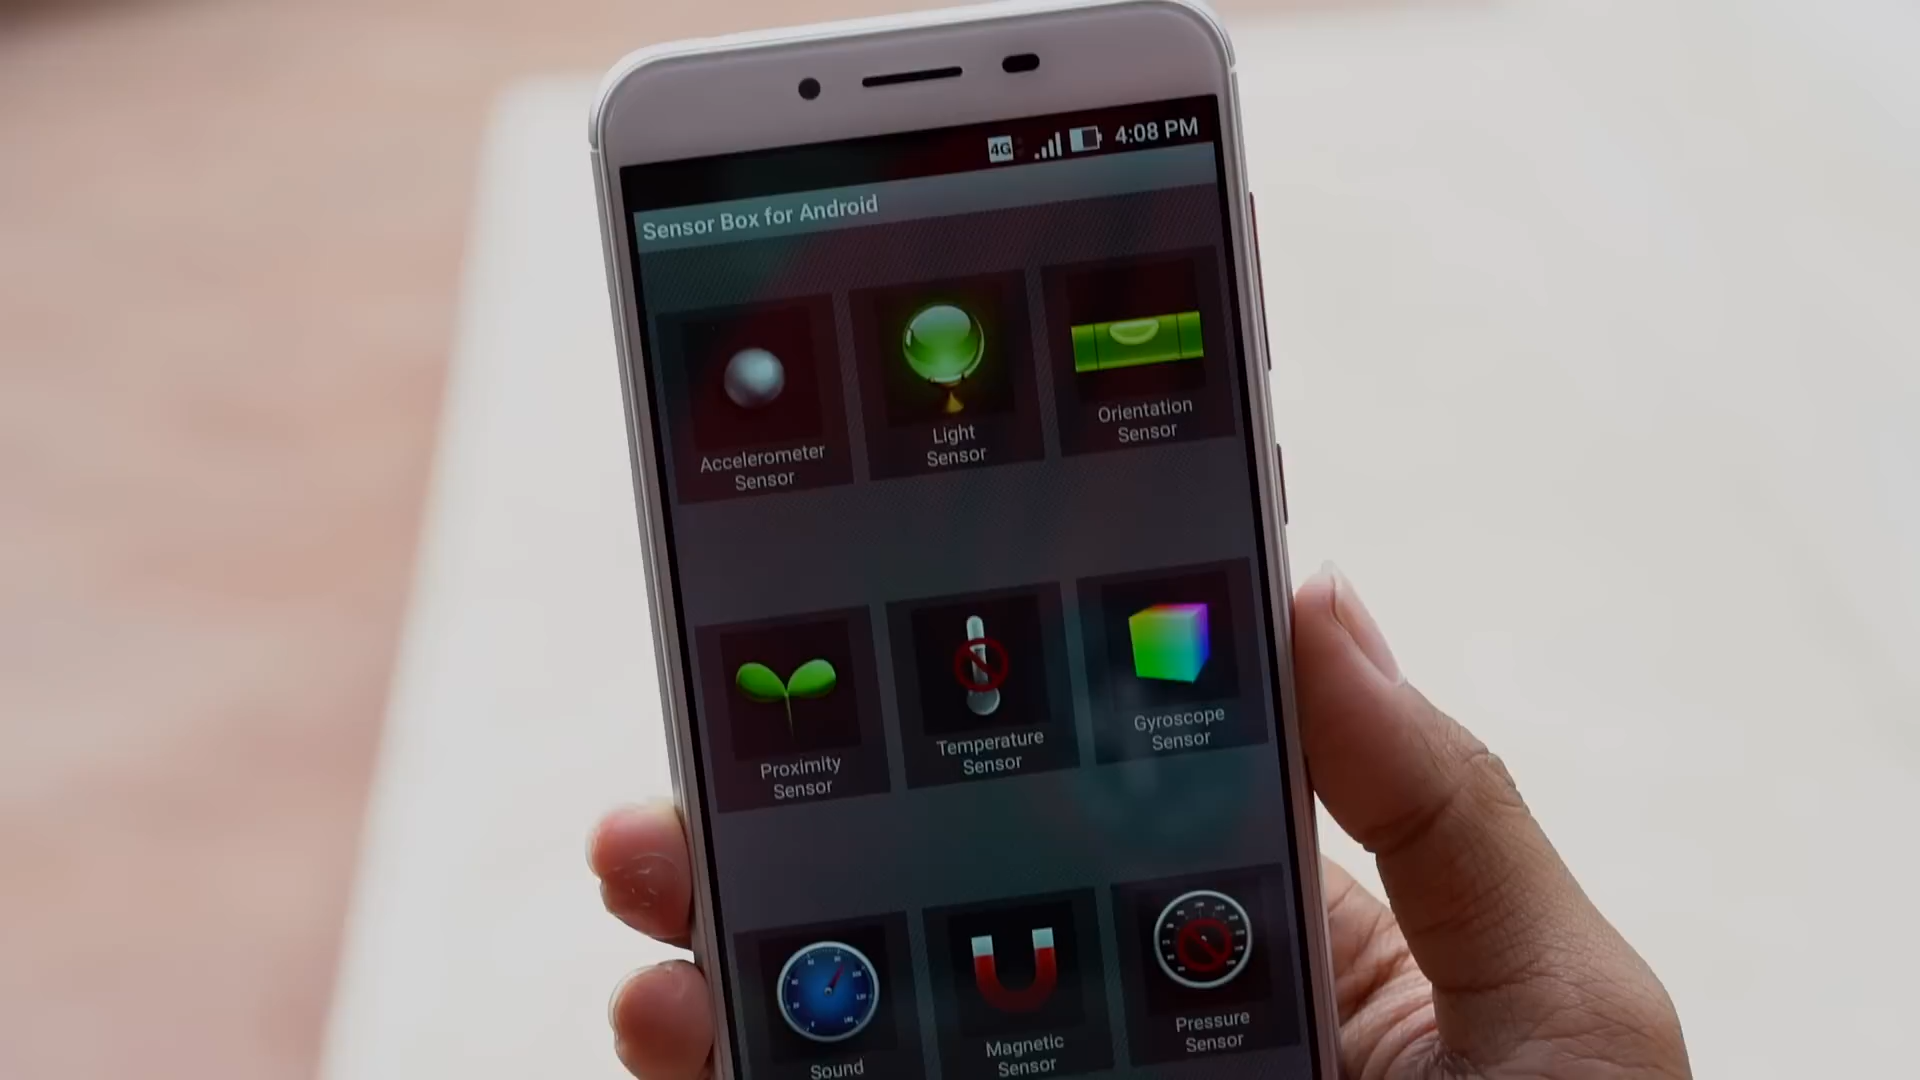 4G 4:08 PM
Sensor Box for Android
Accelerometer
Sensor
Light
Sensor
Orientation
Sensor
Proximity
Sensor
Temperature
Sensor
Gyroscope
Sensor
Sound
Magnetic
Sensor
Pressure
Sensor